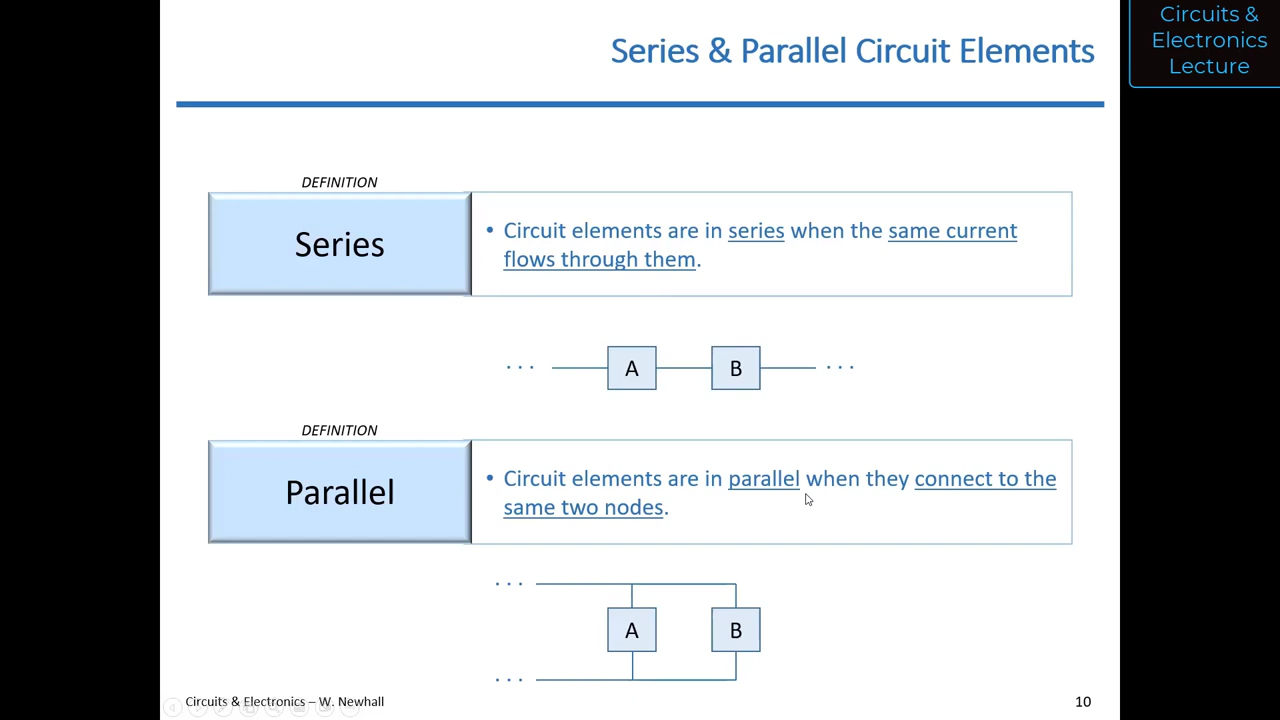 Circuits &
Electronics
Lecture
Series & Parallel Circuit Elements
DEFINITION
Series
• Circuit elements are in series when the same current
flows through them.
· · · A B · · ·
DEFINITION
Parallel
• Circuit elements are in parallel when they connect to the
same two nodes.
· · ·
A B
· · ·
Circuits & Electronics – W. Newhall
10